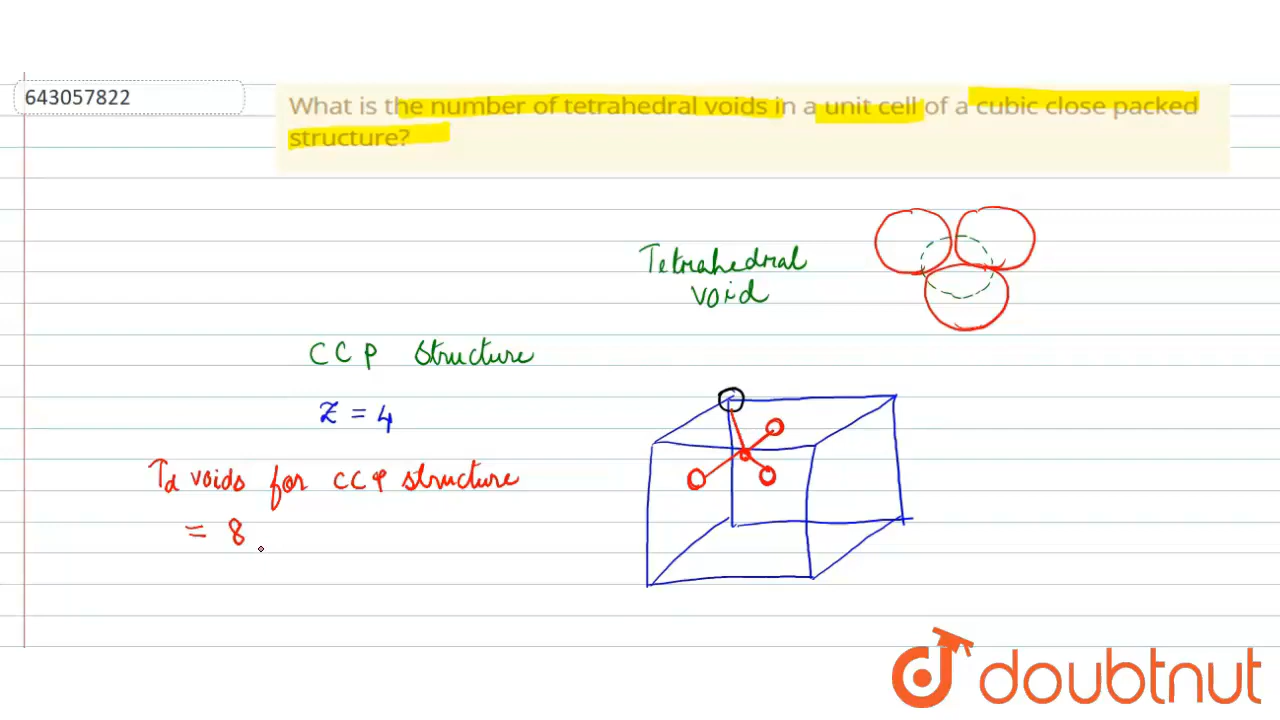 643057822
What is the number of tetrahedral voids in a unit cell of a cubic close packed
structure?
Tetrahedral
void
CCP structure
Z = 4
Td voids for CCP structure
= 8
doubtnut